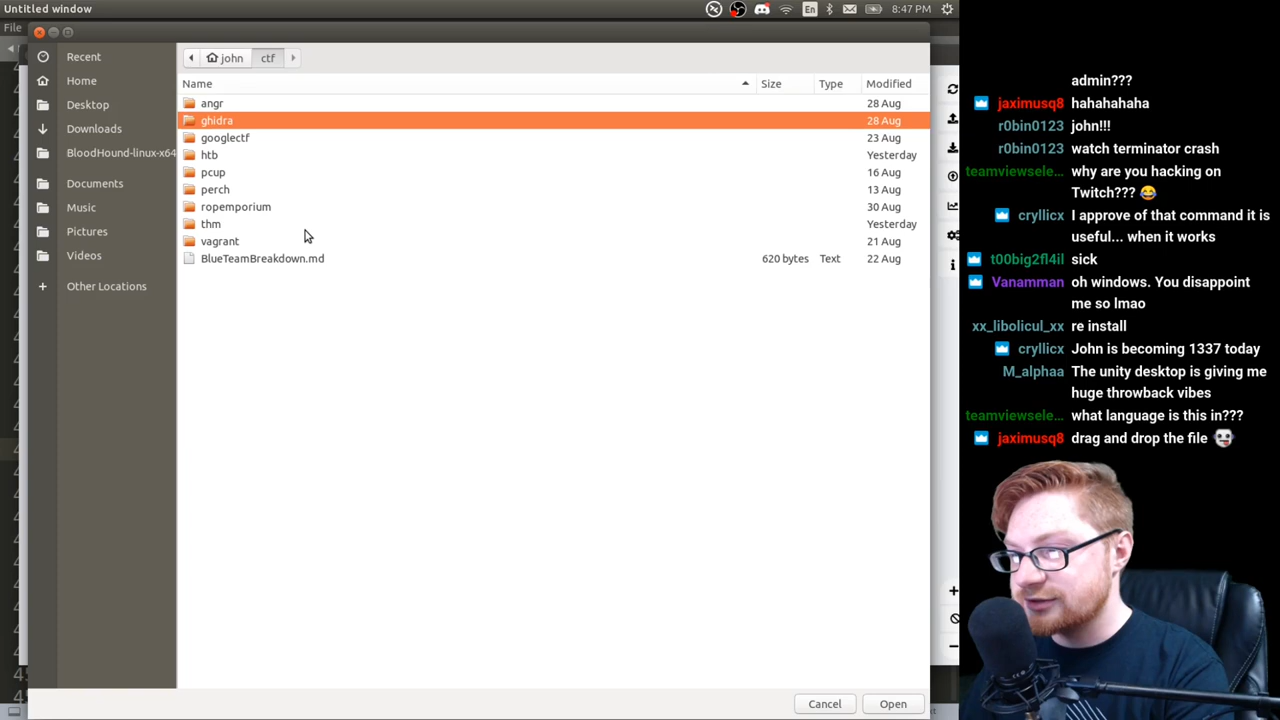 Untitled window
En
8:47 PM
File
Recent
Home
Desktop
Downloads
BloodHound-linux-x64
Documents
Music
Pictures
Videos
Other Locations
john
ctf
Name
Size
Type
Modified
angr
28 Aug
ghidra
28 Aug
googlectf
23 Aug
htb
Yesterday
pcup
16 Aug
perch
13 Aug
ropemporium
30 Aug
thm
Yesterday
vagrant
21 Aug
BlueTeamBreakdown.md
620 bytes
Text
22 Aug
Cancel
Open
admin???
jaximusq8 hahahahaha
r0bin0123 john!!!
r0bin0123 watch terminator crash
teamviewsele... why are you hacking on
Twitch??? 😂
cryllicx I approve of that command it is
useful... when it works
t00big2fl4il sick
Vanamman oh windows. You disappoint
me so lmao
xx_libolicul_xx re install
cryllicx John is becoming 1337 today
M_alphaa The unity desktop is giving me
huge throwback vibes
teamviewsele... what language is this in???
jaximusq8 drag and drop the file